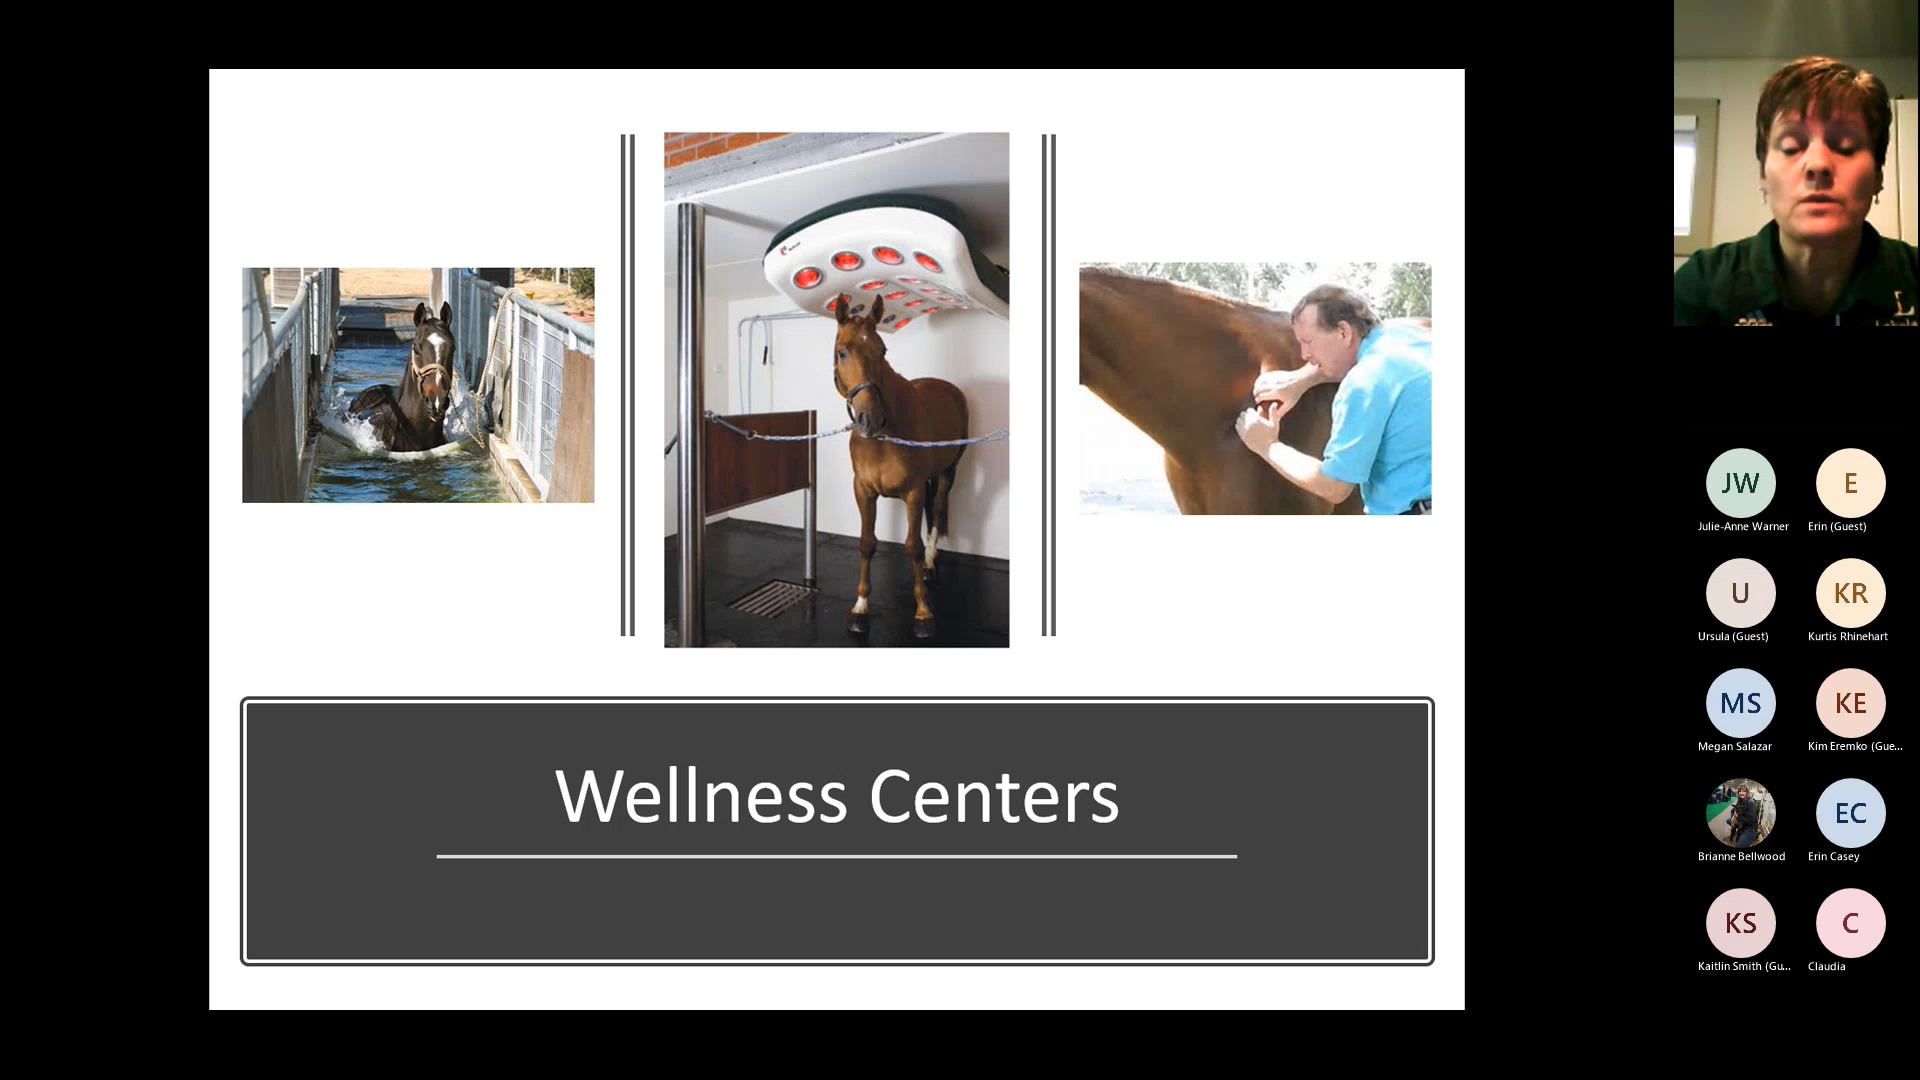 Wellness Centers
JW
E
Julie-Anne Warner
Erin (Guest)
U
KR
Ursula (Guest)
Kurtis Rhinehart
MS
KE
Megan Salazar
Kim Eremko (Gue...
EC
Brianne Bellwood
Erin Casey
KS
C
Kaitlin Smith (Gu...
Claudia